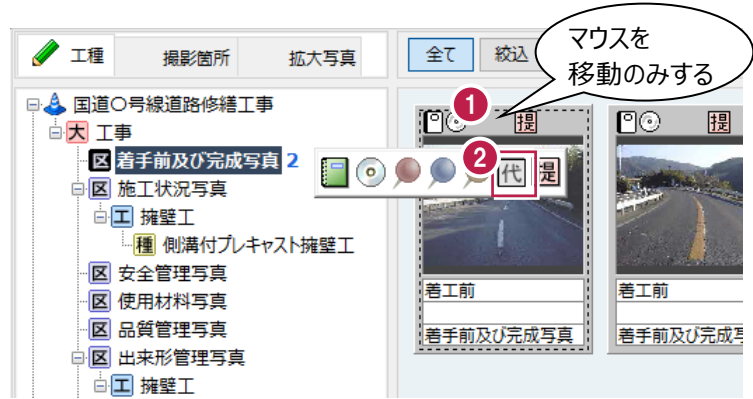 工種
撮影箇所
拡大写真
全て
絞込
マウスを
移動のみする
国道〇号線道路修繕工事
大 工事
区 着手前及び完成写真 2
区 施工状況写真
工 擁壁工
種 側溝付プレキャスト擁壁工
区 安全管理写真
区 使用材料写真
区 品質管理写真
区 出来形管理写真
工 擁壁工
1
提
2
代 提
着工前
着手前及び完成写真
提
着工前
着手前及び完成